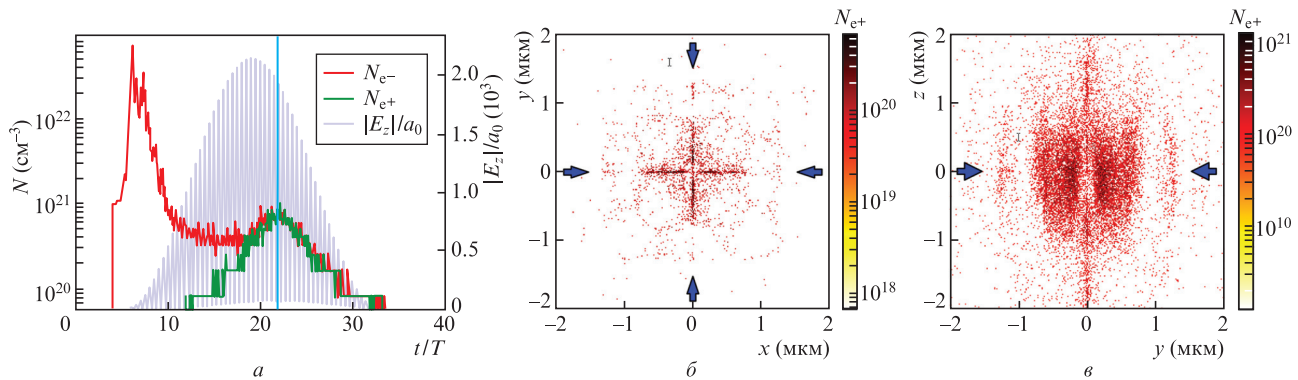 N (см⁻³)
10²²
10²¹
10²⁰
N_e−
N_e+
|E_z|/a₀
2.0
1.5
1.0
0.5
0
|E_z|/a₀ (10³)
0 10 20 30 40
t/T
а
y (мкм)
2
1
0
−1
−2
−2 −1 0 1 2
x (мкм)
б
N_e+
10²⁰
10¹⁹
10¹⁸
z (мкм)
2
1
0
−1
−2
−2 −1 0 1 2
y (мкм)
в
N_e+
10²¹
10²⁰
10¹⁰